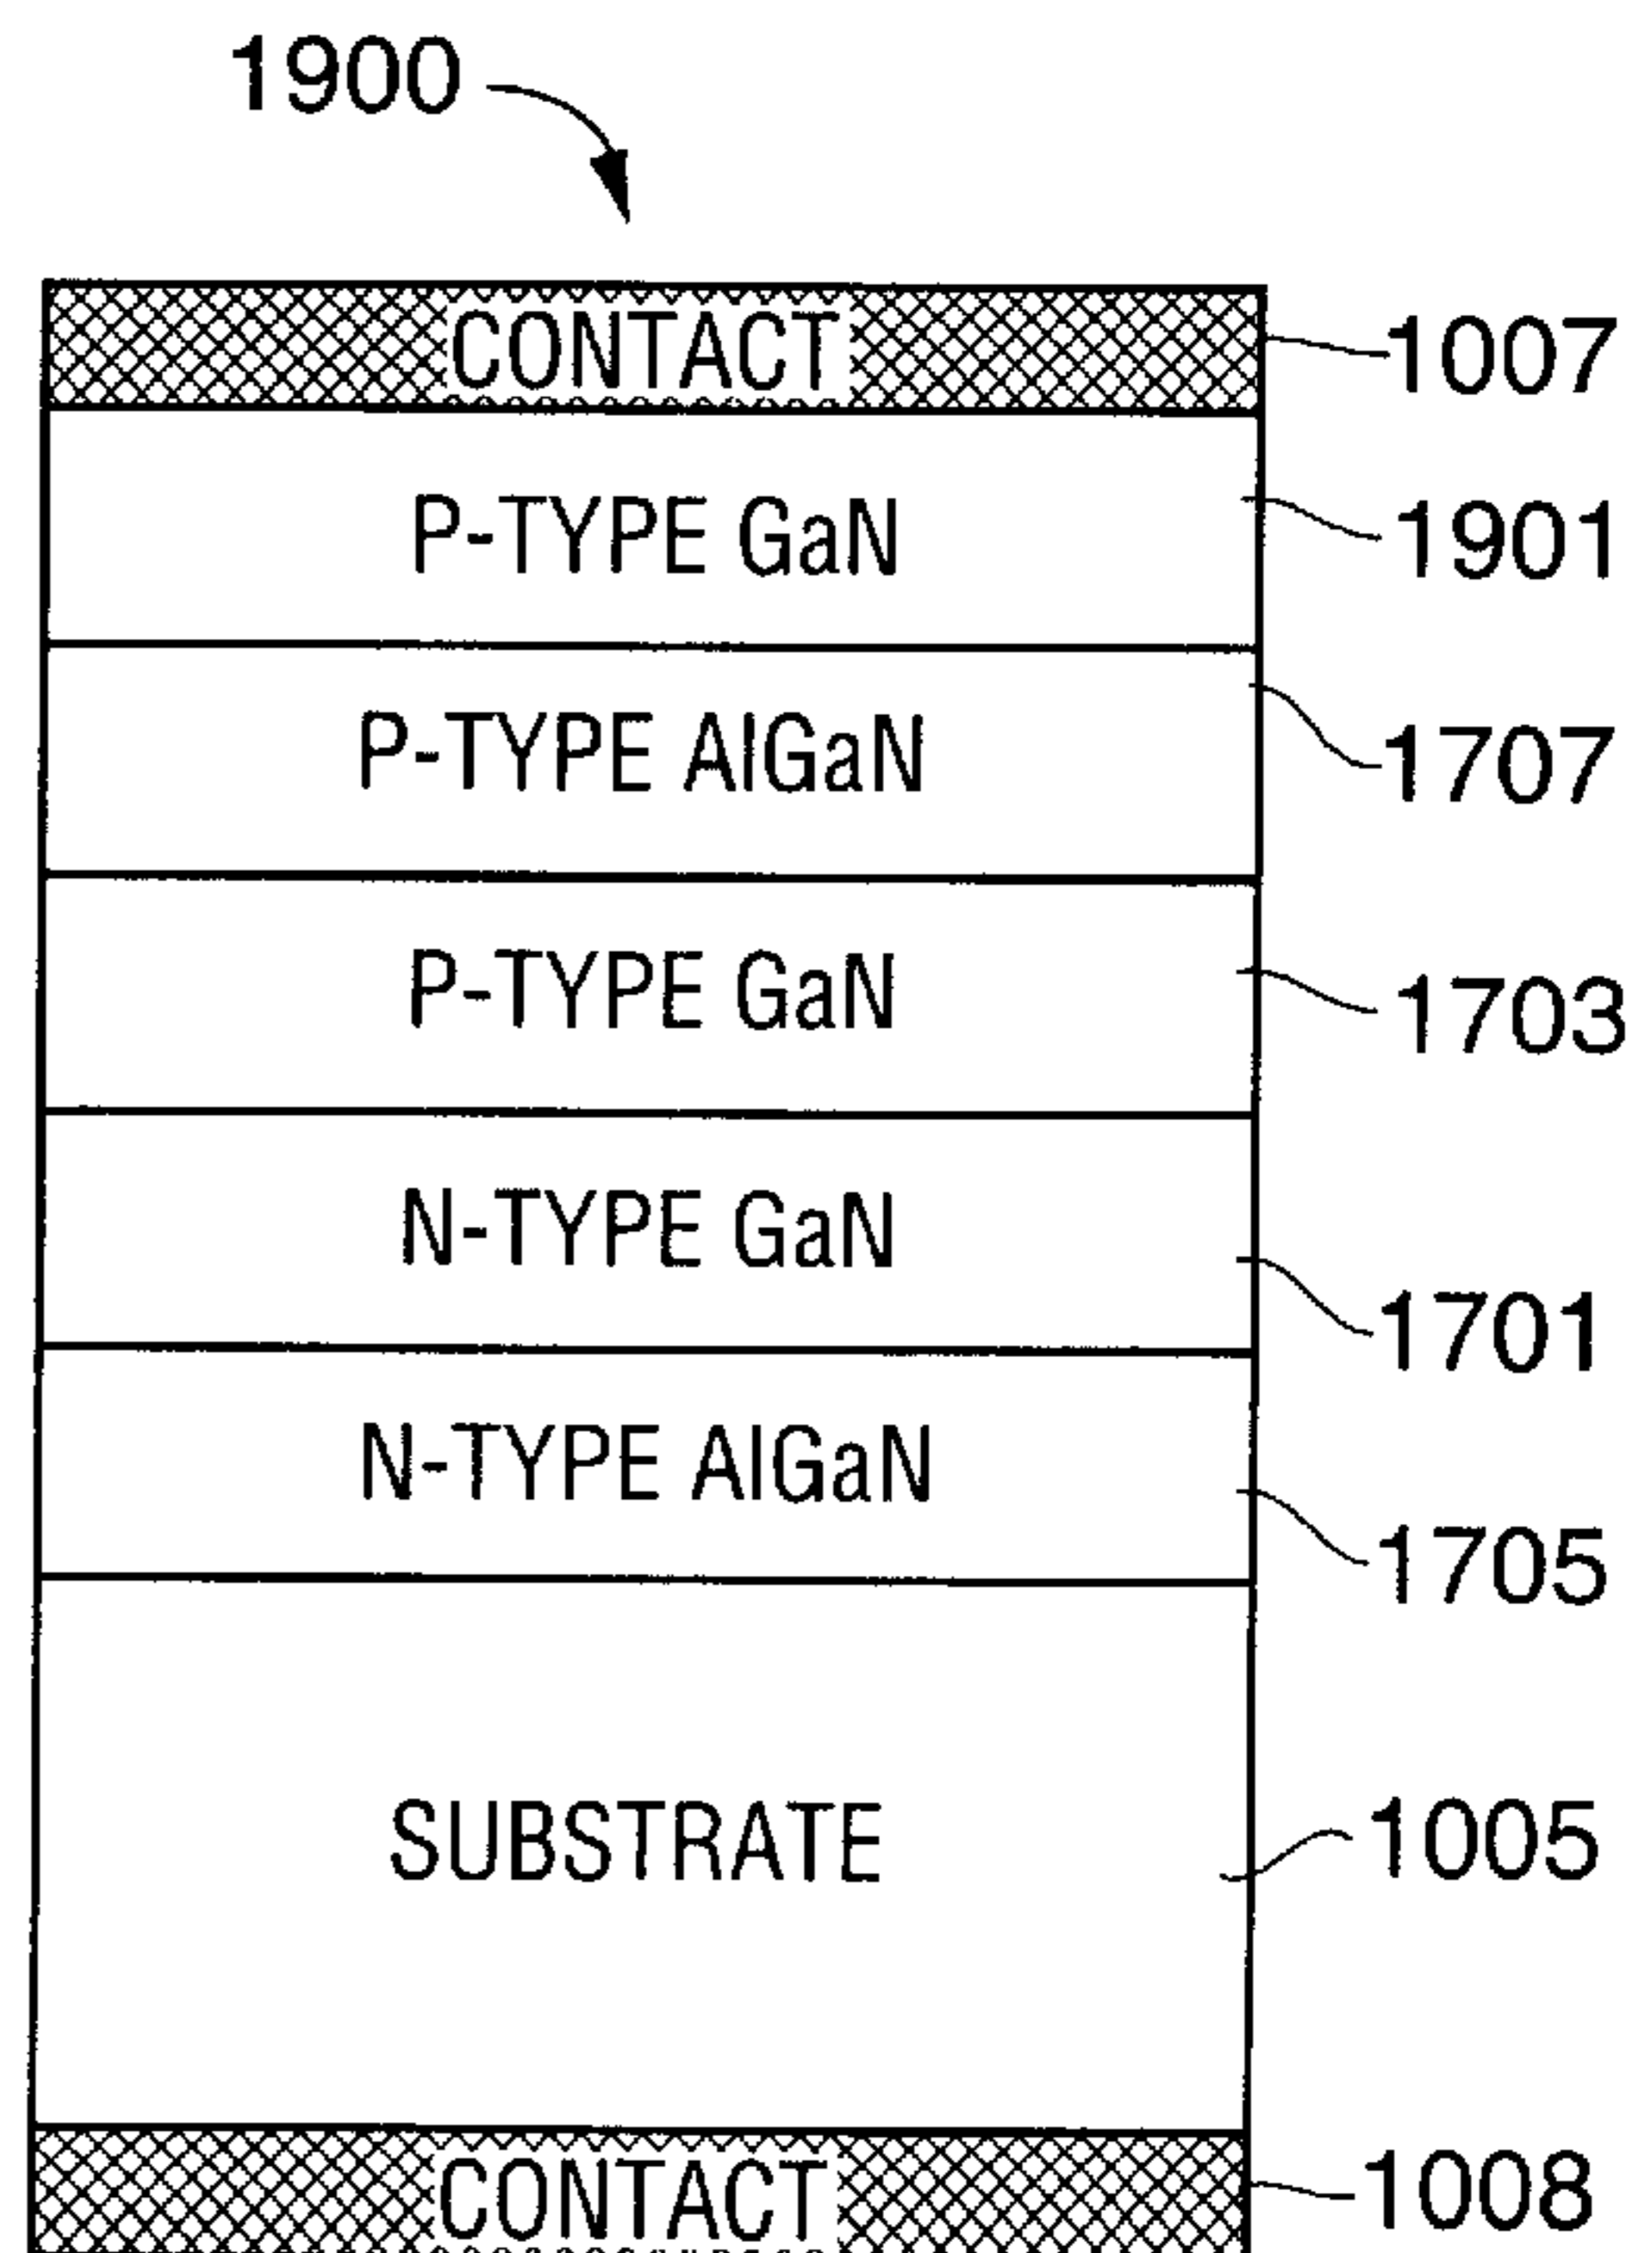 1900
CONTACT 1007
P-TYPE GaN 1901
P-TYPE AlGaN 1707
P-TYPE GaN 1703
N-TYPE GaN 1701
N-TYPE AlGaN 1705
SUBSTRATE 1005
CONTACT 1008